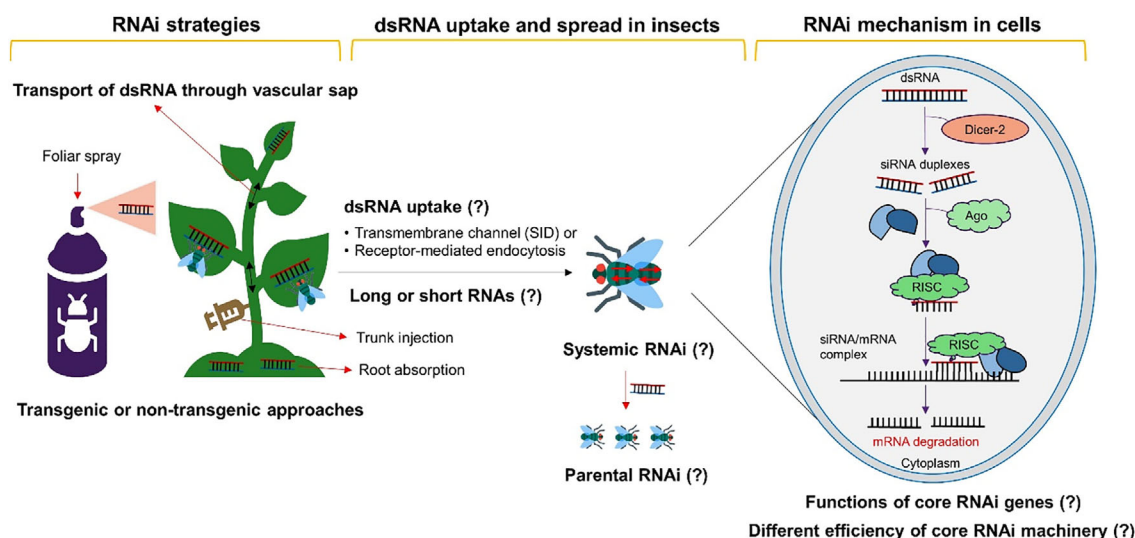 RNAi strategies
dsRNA uptake and spread in insects
RNAi mechanism in cells
Transport of dsRNA through vascular sap
Foliar spray
Trunk injection
Root absorption
Transgenic or non-transgenic approaches
dsRNA uptake (?)
• Transmembrane channel (SID) or
• Receptor-mediated endocytosis
Long or short RNAs (?)
Systemic RNAi (?)
Parental RNAi (?)
dsRNA
Dicer-2
siRNA duplexes
Ago
RISC
siRNA/mRNA
complex
RISC
mRNA degradation
Cytoplasm
Functions of core RNAi genes (?)
Different efficiency of core RNAi machinery (?)